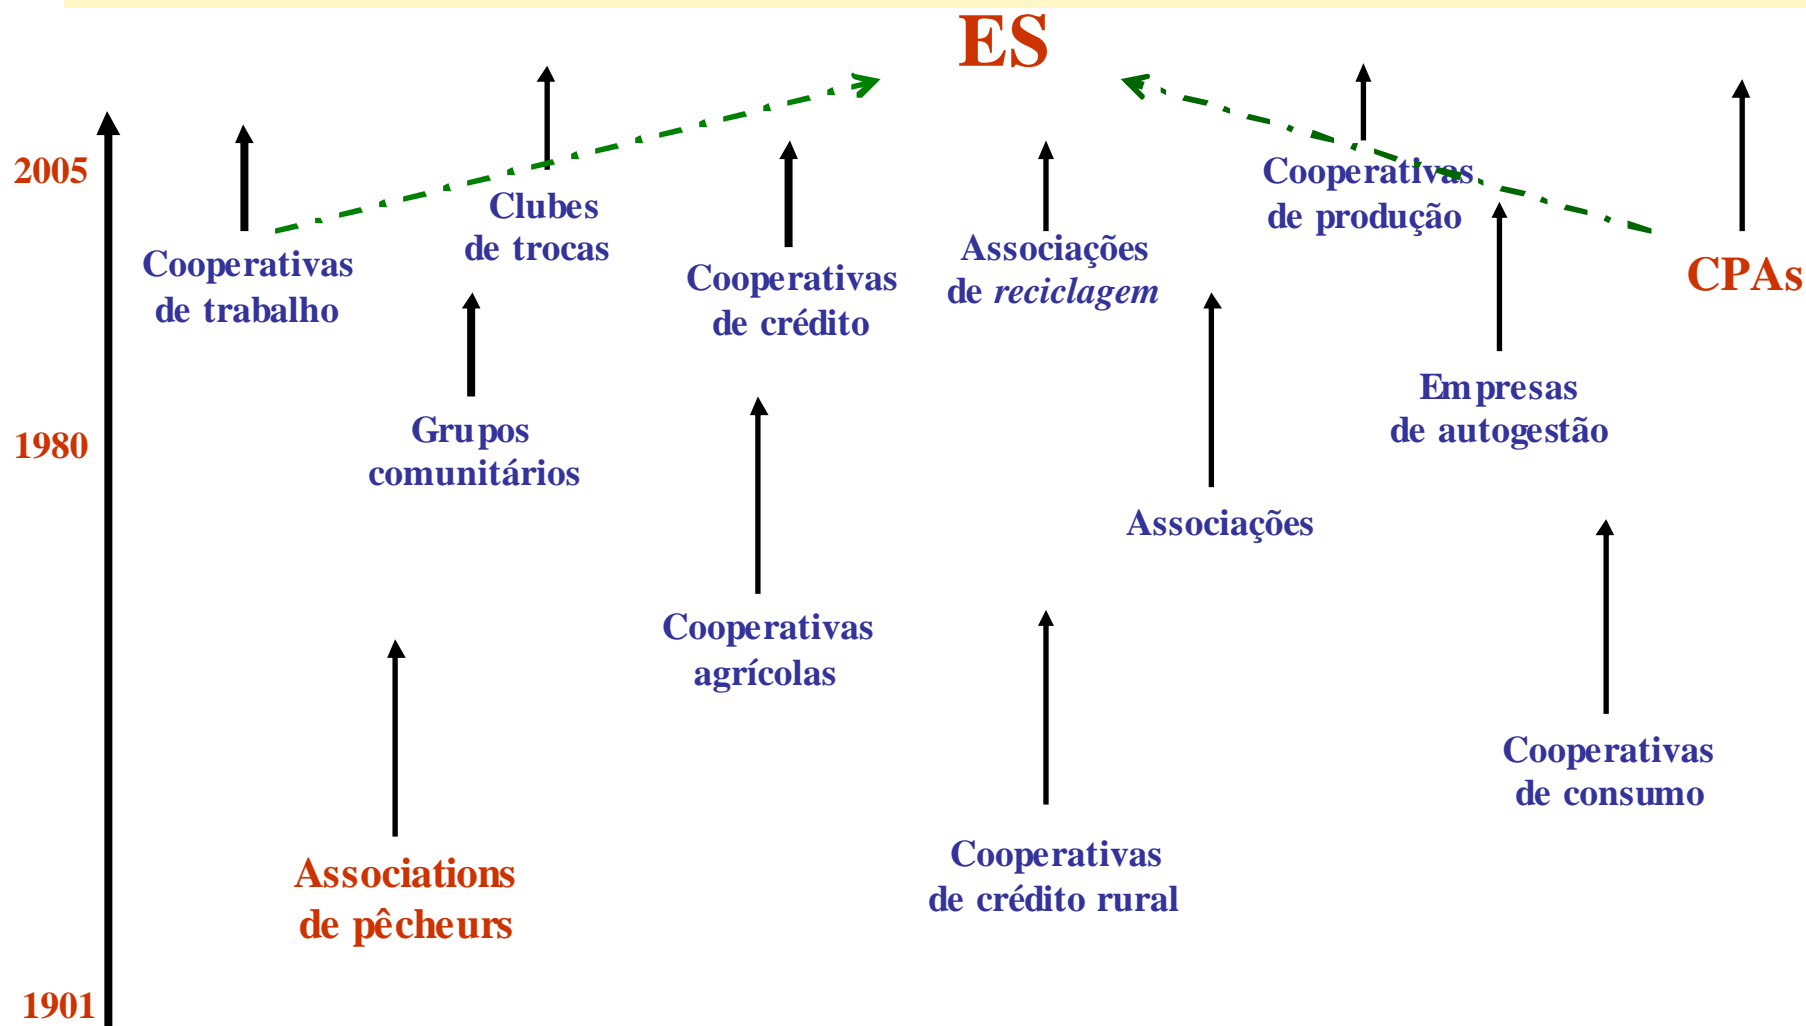 ES
2005
Clubes
de trocas
Cooperativas
de produção
Cooperativas
de trabalho
Cooperativas
de crédito
Associações
de reciclagem
CPAs
1980
Grupos
comunitários
Empresas
de autogestão
Associações
Cooperativas
agrícolas
Cooperativas
de consumo
Associations
de pêcheurs
Cooperativas
de crédito rural
1901